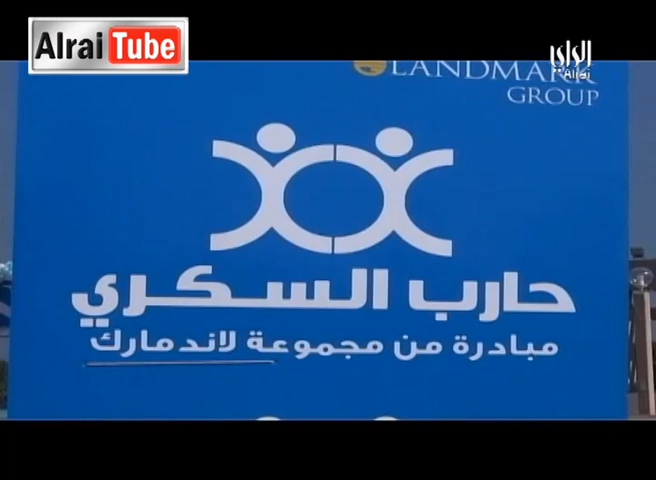 Alrai Tube
الراي
Alrai
LANDMARK
GROUP
حارب السكري
مبادرة من مجموعة لاندمارك